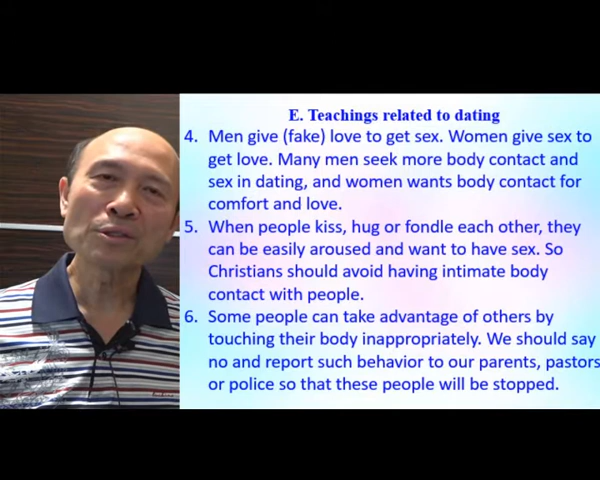 E. Teachings related to dating
4. Men give (fake) love to get sex. Women give sex to
get love. Many men seek more body contact and
sex in dating, and women wants body contact for
comfort and love.
5. When people kiss, hug or fondle each other, they
can be easily aroused and want to have sex. So
Christians should avoid having intimate body
contact with people.
6. Some people can take advantage of others by
touching their body inappropriately. We should say
no and report such behavior to our parents, pastors
or police so that these people will be stopped.